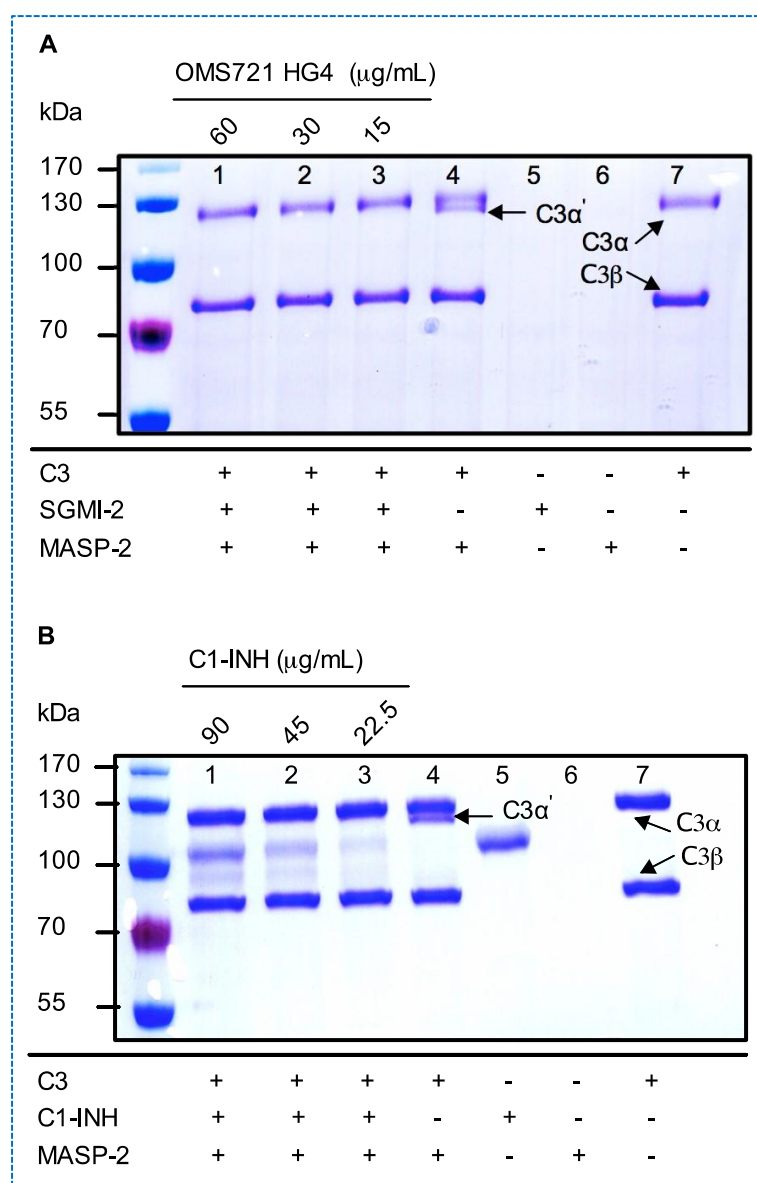 A
OMS721 HG4 (μg/mL)
kDa
60 30 15
170 1 2 3 4 5 6 7
130
C3α'
C3α
100
C3β
70
55
C3 + + + + - - +
SGMI-2 + + + - + - -
MASP-2 + + + + - + -
B
C1-INH (μg/mL)
kDa
90 45 22.5
170 1 2 3 4 5 6 7
130
C3α'
C3α
100
C3β
70
55
C3 + + + + - - +
C1-INH + + + - + - -
MASP-2 + + + + - + -